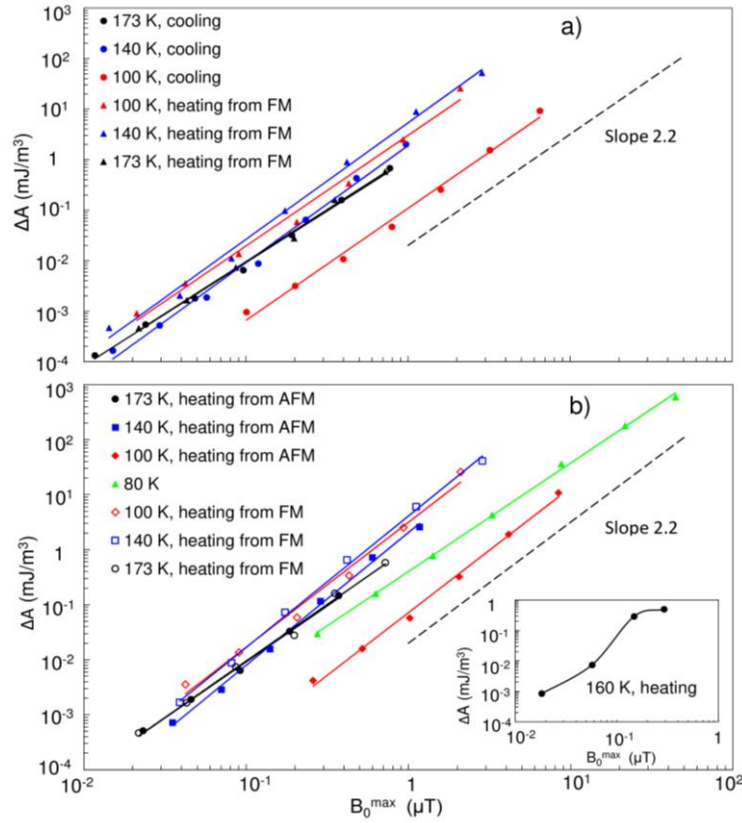 a)
173 K, cooling
140 K, cooling
100 K, cooling
100 K, heating from FM
140 K, heating from FM
173 K, heating from FM
Slope 2.2
ΔA (mJ/m³)
10²
10¹
1
10⁻¹
10⁻²
10⁻³
10⁻⁴
b)
173 K, heating from AFM
140 K, heating from AFM
100 K, heating from AFM
80 K
100 K, heating from FM
140 K, heating from FM
173 K, heating from FM
Slope 2.2
ΔA (mJ/m³)
10³
10²
10¹
1
10⁻¹
10⁻²
10⁻³
10⁻⁴
160 K, heating
ΔA (mJ/m³)
1
10⁻¹
10⁻²
10⁻³
10⁻⁴
10⁻² 10⁻¹ 1
B₀ᵐᵃˣ (μT)
10⁻² 10⁻¹ 1 10¹ 10²
B₀ᵐᵃˣ (μT)